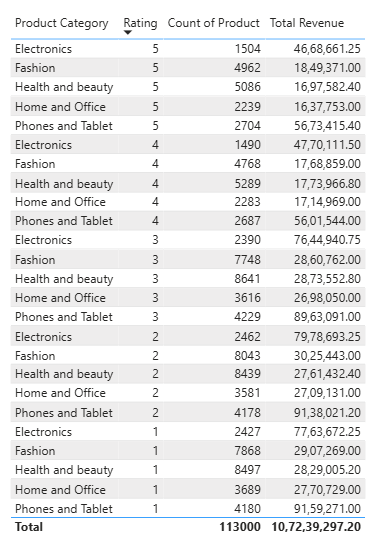 Product Category Rating Count of Product Total Revenue
Electronics 5 1504 46,68,661.25
Fashion 5 4962 18,49,371.00
Health and beauty 5 5086 16,97,582.40
Home and Office 5 2239 16,37,753.00
Phones and Tablet 5 2704 56,73,415.40
Electronics 4 1490 47,70,111.50
Fashion 4 4768 17,68,859.00
Health and beauty 4 5289 17,73,966.80
Home and Office 4 2283 17,14,969.00
Phones and Tablet 4 2687 56,01,544.00
Electronics 3 2390 76,44,940.75
Fashion 3 7748 28,60,762.00
Health and beauty 3 8641 28,73,552.80
Home and Office 3 3616 26,98,050.00
Phones and Tablet 3 4229 89,63,091.00
Electronics 2 2462 79,78,693.25
Fashion 2 8043 30,25,443.00
Health and beauty 2 8439 27,61,432.40
Home and Office 2 3581 27,09,131.00
Phones and Tablet 2 4178 91,38,021.20
Electronics 1 2427 77,63,672.25
Fashion 1 7868 29,07,269.00
Health and beauty 1 8497 28,29,005.20
Home and Office 1 3689 27,70,729.00
Phones and Tablet 1 4180 91,59,271.00
Total 113000 10,72,39,297.20